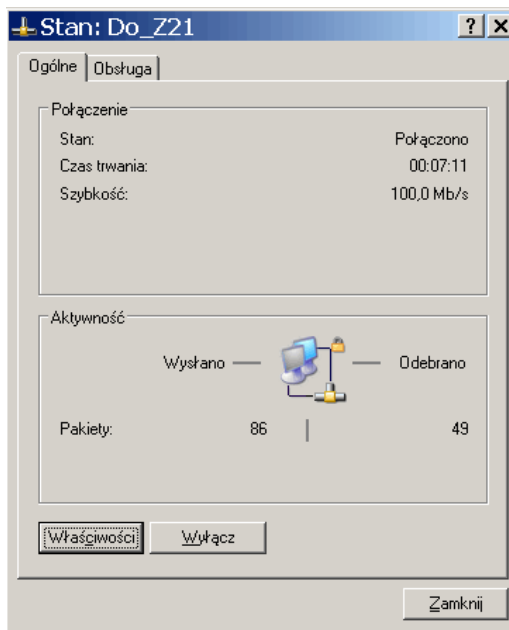 Stan: Do_Z21
Ogólne Obsługa
Połączenie
Stan: Połączono
Czas trwania: 00:07:11
Szybkość: 100,0 Mb/s
Aktywność
Wysłano Odebrano
Pakiety: 86 49
Właściwości Wyłącz
Zamknij